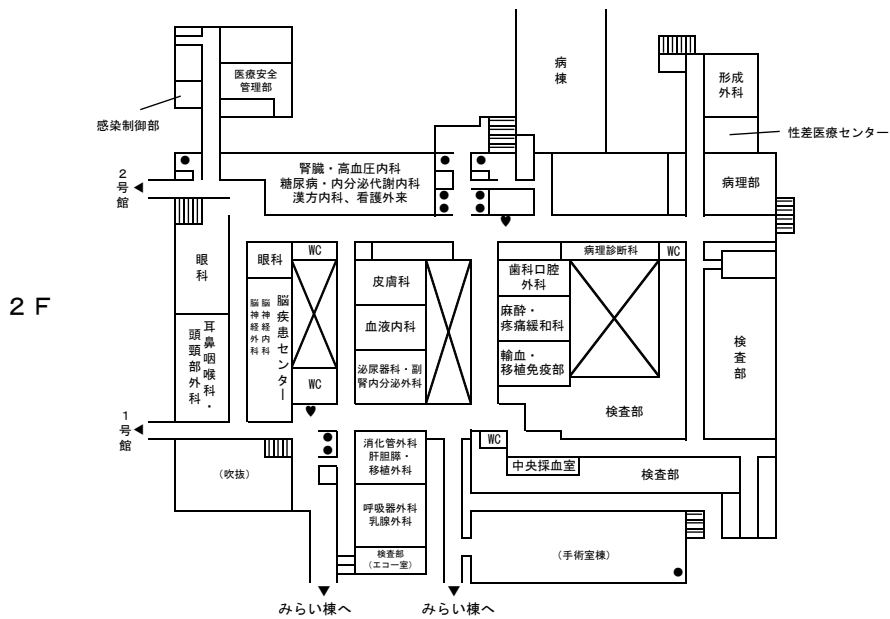 病
棟
医療安全
管理部
感染制御部
形成
外科
性差医療センター
2
号
館
腎臓・高血圧内科
糖尿病・内分泌代謝内科
漢方内科、看護外来
病理部
2F
眼
科
眼科
WC
皮膚科
歯科口腔
外科
病理診断科
WC
脳疾患センター
脳神経内科
脳神経外科
血液内科
麻酔・
疼痛緩和科
耳鼻咽喉科・
頭頸部外科
WC
泌尿器科・副
腎内分泌外科
輸血・
移植免疫部
検
査
部
検査部
1
号
館
(吹抜)
消化管外科
肝胆膵・
移植外科
WC
中央採血室
検査部
呼吸器外科
乳腺外科
検査部
(エコー室)
(手術室棟)
みらい棟へ
みらい棟へ